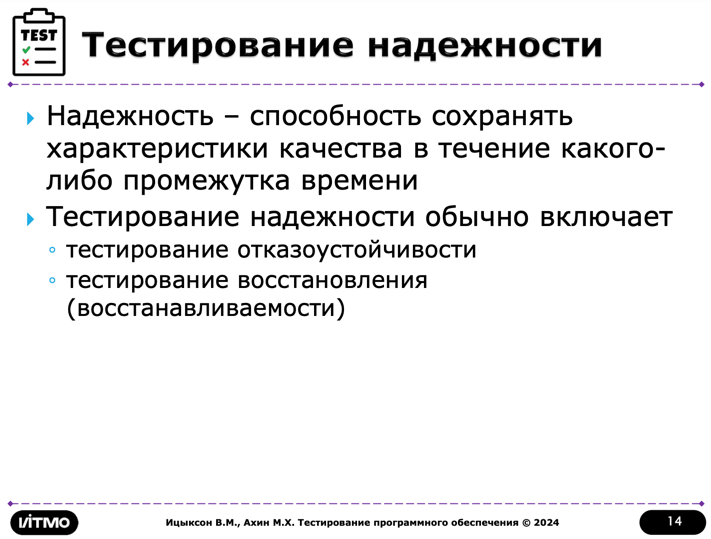 TEST
Тестирование надежности
Надежность – способность сохранять
характеристики качества в течение какого-
либо промежутка времени
Тестирование надежности обычно включает
тестирование отказоустойчивости
тестирование восстановления
(восстанавливаемости)
ИТМО
Ицыксон В.М., Ахин М.Х. Тестирование программного обеспечения © 2024
14